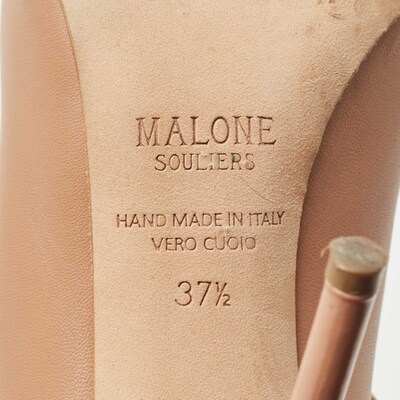 MALONE
SOULIERS
HAND MADE IN ITALY
VERO CUOIO
37½